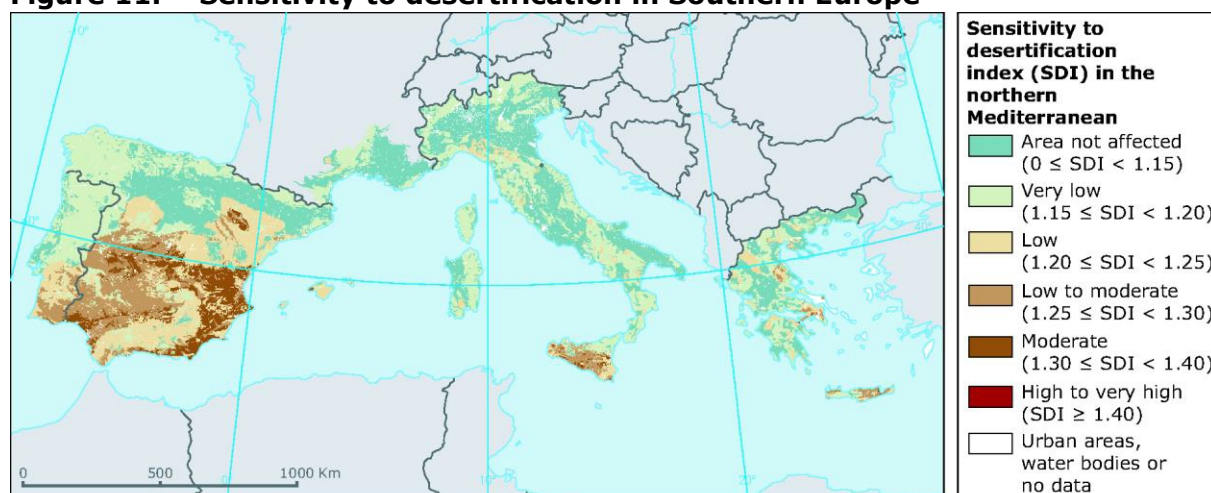 Figure 11. Sensitivity to desertification in Southern Europe
Sensitivity to
desertification
index (SDI) in the
northern
Mediterranean
Area not affected
(0 ≤ SDI < 1.15)
Very low
(1.15 ≤ SDI < 1.20)
Low
(1.20 ≤ SDI < 1.25)
Low to moderate
(1.25 ≤ SDI < 1.30)
Moderate
(1.30 ≤ SDI < 1.40)
High to very high
(SDI ≥ 1.40)
Urban areas,
water bodies or
no data
0 500 1000 Km